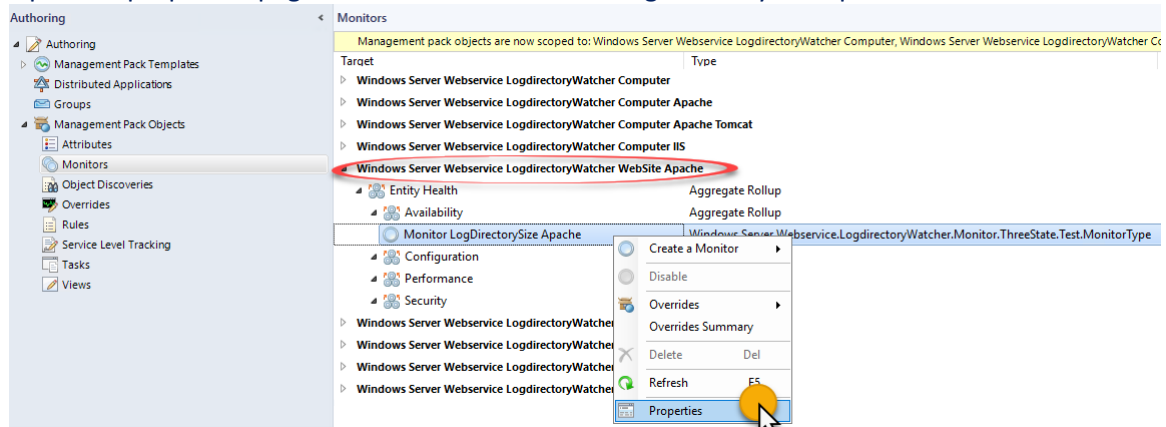 Authoring
Authoring
Management Pack Templates
Distributed Applications
Groups
Management Pack Objects
Attributes
Monitors
Object Discoveries
Overrides
Rules
Service Level Tracking
Tasks
Views
Monitors
Management pack objects are now scoped to: Windows Server Webservice LogdirectoryWatcher Computer, Windows Server Webservice LogdirectoryWatcher
Target Type
Windows Server Webservice LogdirectoryWatcher Computer
Windows Server Webservice LogdirectoryWatcher Computer Apache
Windows Server Webservice LogdirectoryWatcher Computer Apache Tomcat
Windows Server Webservice LogdirectoryWatcher Computer IIS
Windows Server Webservice LogdirectoryWatcher WebSite Apache
Entity Health Aggregate Rollup
Availability Aggregate Rollup
Monitor LogDirectorySize Apache Windows Server Webservice.LogdirectoryWatcher.Monitor.ThreeState.Test.MonitorType
Configuration
Performance
Security
Windows Server Webservice LogdirectoryWatcher
Windows Server Webservice LogdirectoryWatcher
Windows Server Webservice LogdirectoryWatcher
Windows Server Webservice LogdirectoryWatcher
Create a Monitor
Disable
Overrides
Overrides Summary
Delete Del
Refresh F5
Properties